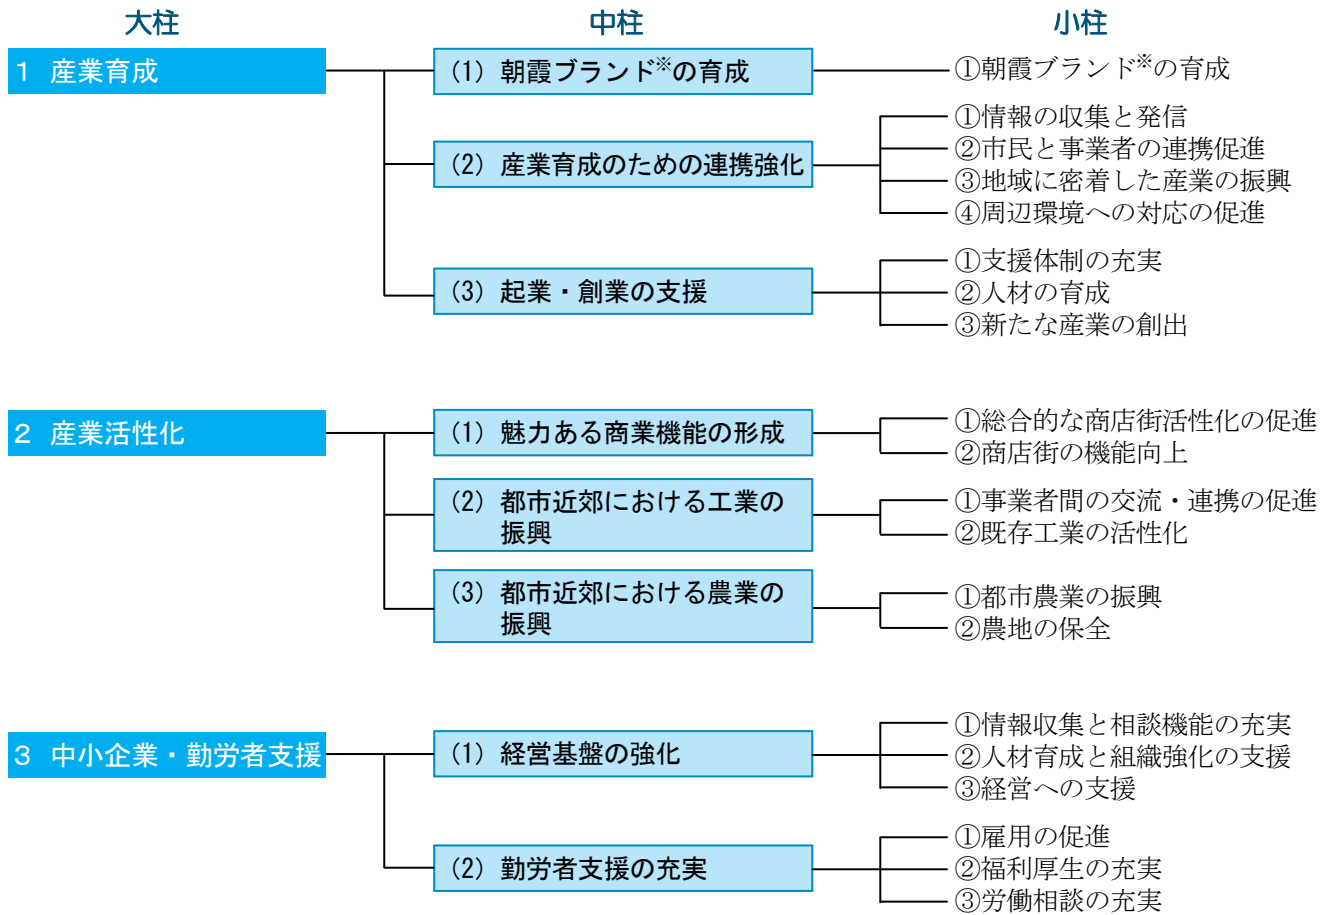 大柱 中柱 小柱
1 産業育成
(1) 朝霞ブランド※の育成
①朝霞ブランド※の育成
(2) 産業育成のための連携強化
①情報の収集と発信
②市民と事業者の連携促進
③地域に密着した産業の振興
④周辺環境への対応の促進
(3) 起業・創業の支援
①支援体制の充実
②人材の育成
③新たな産業の創出
2 産業活性化
(1) 魅力ある商業機能の形成
①総合的な商店街活性化の促進
②商店街の機能向上
(2) 都市近郊における工業の
振興
①事業者間の交流・連携の促進
②既存工業の活性化
(3) 都市近郊における農業の
振興
①都市農業の振興
②農地の保全
3 中小企業・勤労者支援
(1) 経営基盤の強化
①情報収集と相談機能の充実
②人材育成と組織強化の支援
③経営への支援
(2) 勤労者支援の充実
①雇用の促進
②福利厚生の充実
③労働相談の充実